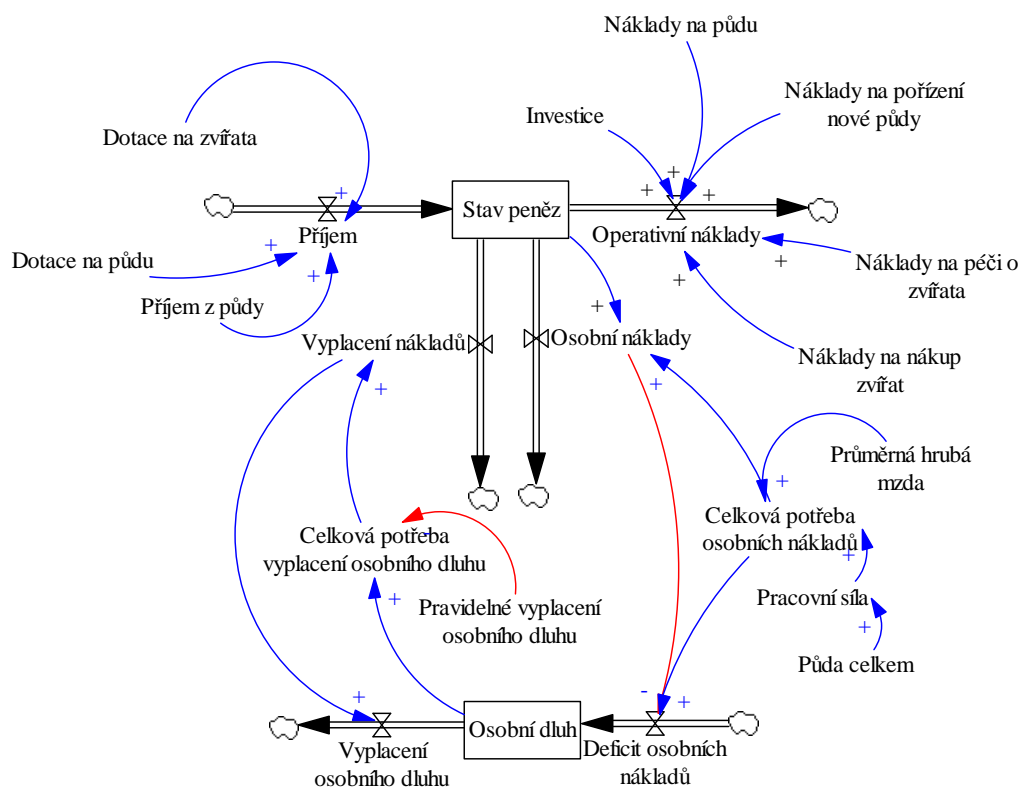 Náklady na půdu
Náklady na pořízení
nové půdy
Investice
Dotace na zvířata
Stav peněz
Příjem
Operativní náklady
Dotace na půdu
Náklady na péči o
zvířata
Příjem z půdy
Vyplacení nákladů
Osobní náklady
Náklady na nákup
zvířat
Průměrná hrubá
mzda
Celková potřeba
osobních nákladů
Celková potřeba
vyplacení osobního dluhu
Pracovní síla
Pravidelné vyplacení
osobního dluhu
Půda celkem
Osobní dluh
Vyplacení
osobního dluhu
Deficit osobních
nákladů